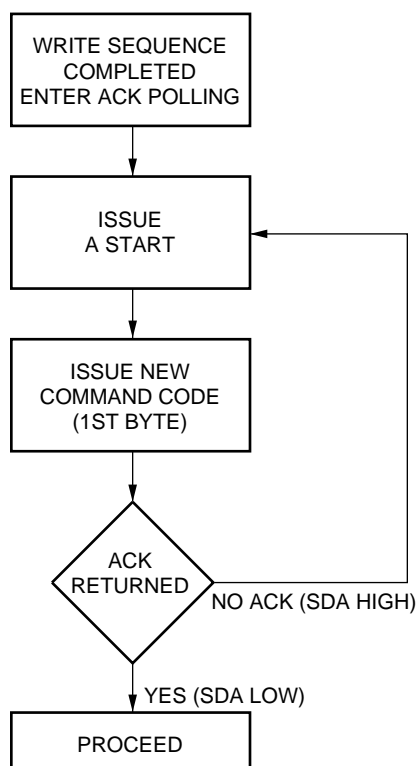 WRITE SEQUENCE
COMPLETED
ENTER ACK POLLING
ISSUE
A START
ISSUE NEW
COMMAND CODE
(1ST BYTE)
ACK
RETURNED
NO ACK (SDA HIGH)
YES (SDA LOW)
PROCEED